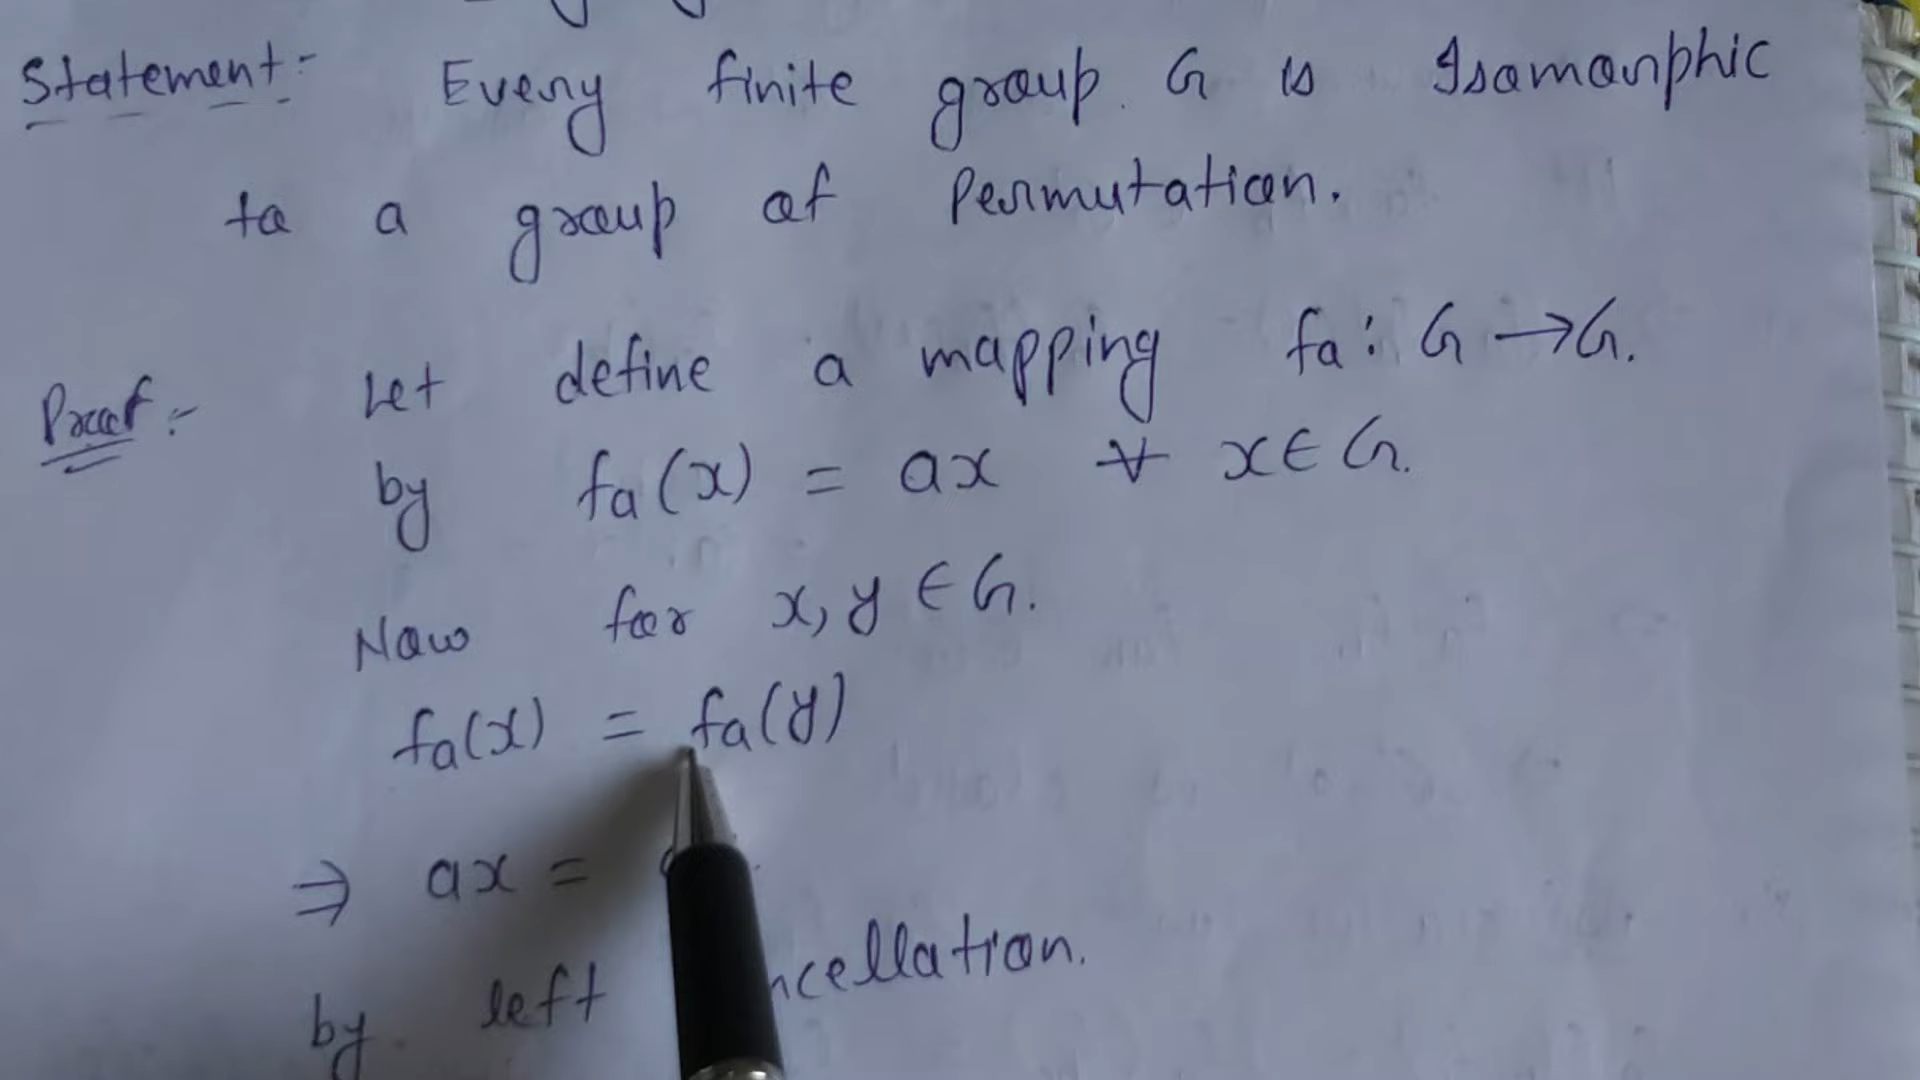 Statement:- Every finite group G is Isomorphic
to a group of Permutation.
Proof:- Let define a mapping fa : G → G.
by fa(x) = ax ∀ x ∈ G.
Now for x, y ∈ G.
fa(x) = fa(y)
⇒ ax =
by left